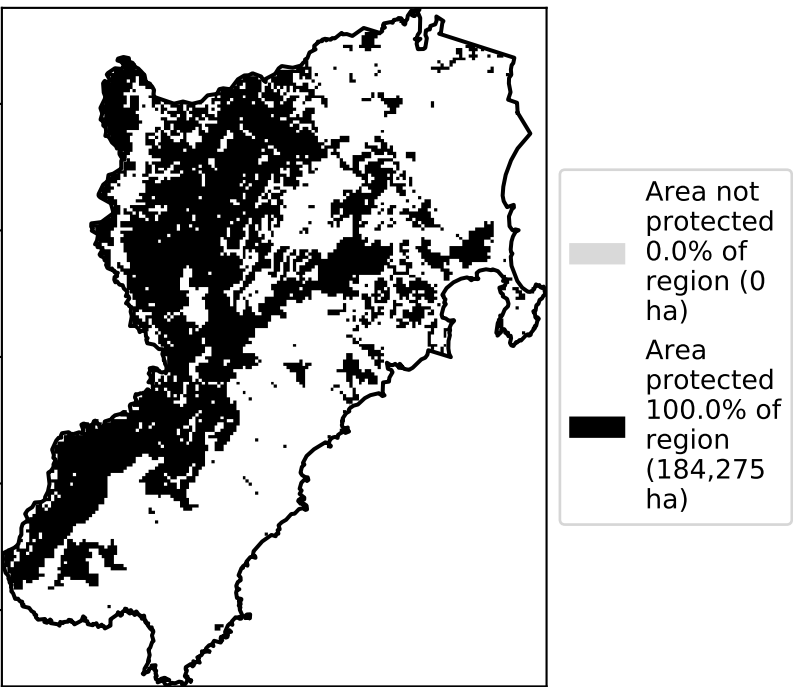 Area not
protected
0.0% of
region (0
ha)
Area
protected
100.0% of
region
(184,275
ha)